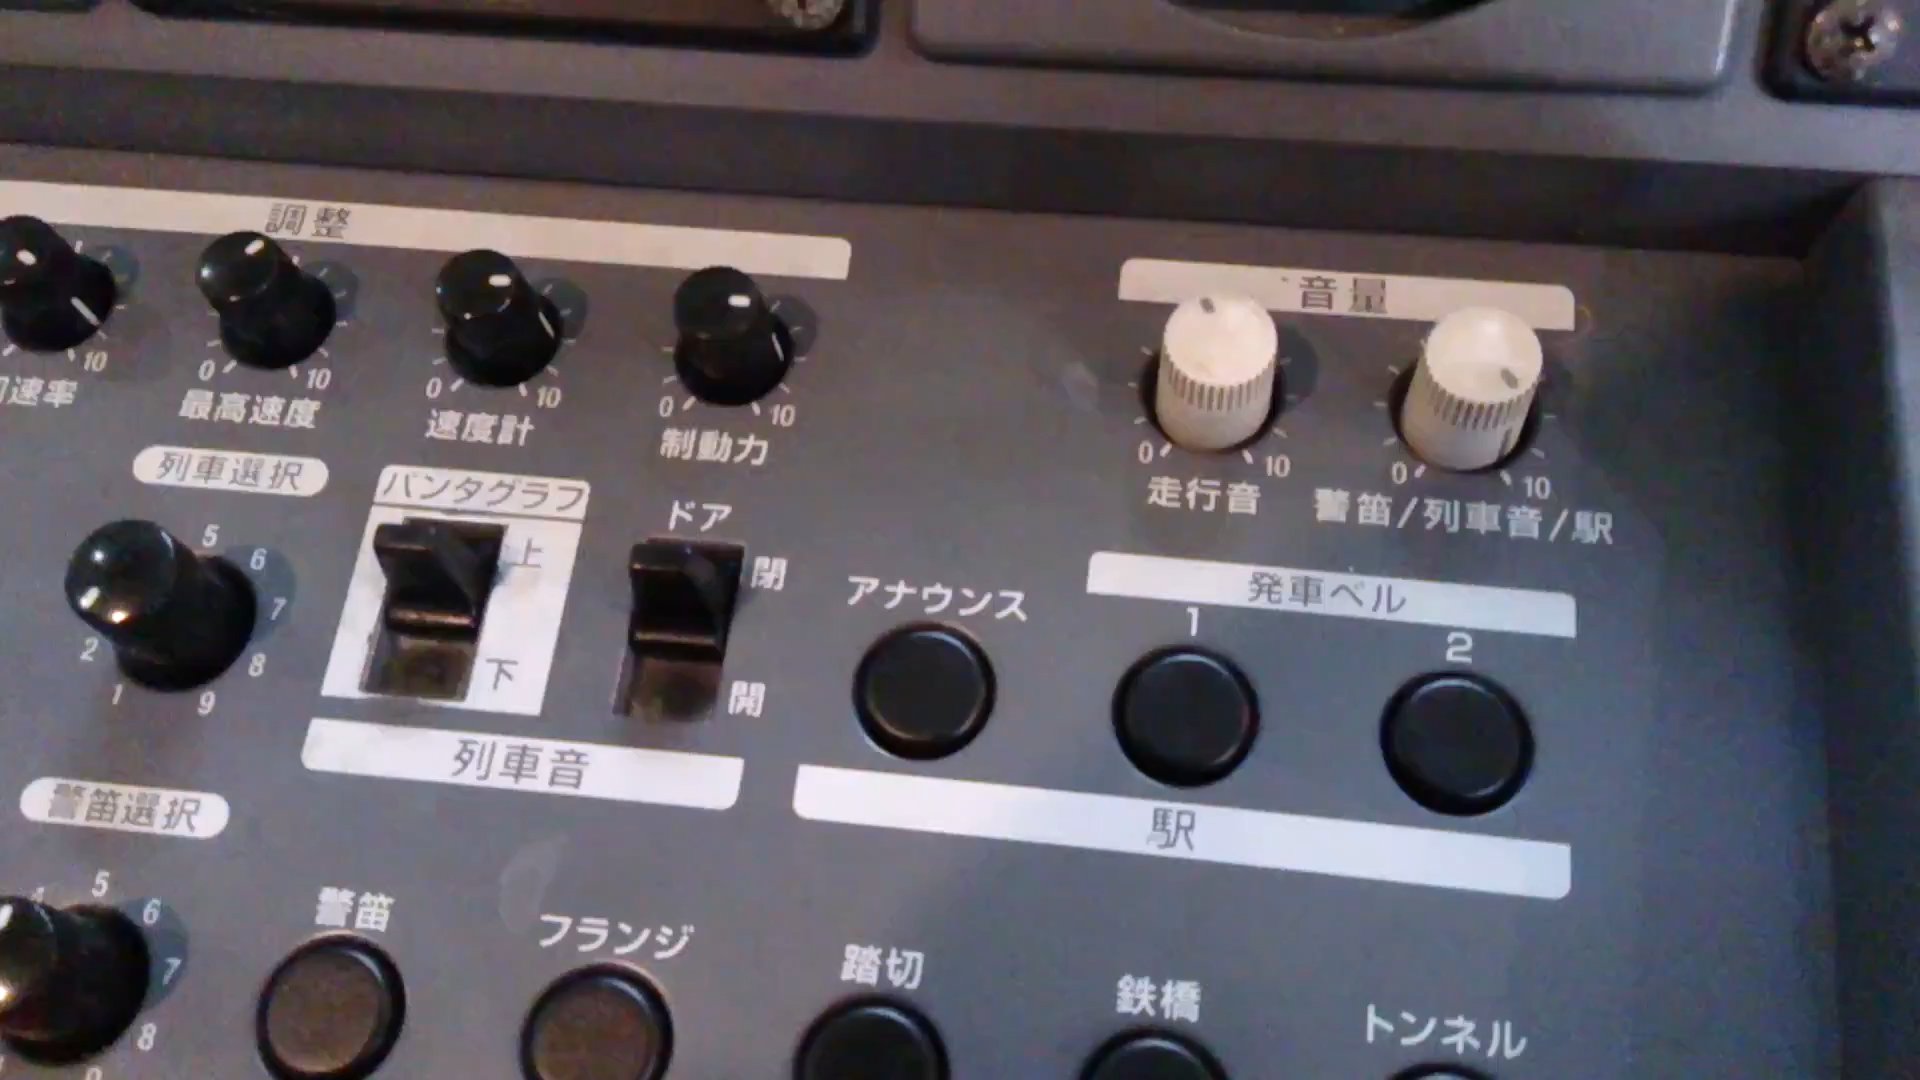 調整
音量
10
速率
0 10
最高速度
0 10
速度計
0 10
制動力
0 10
走行音
0 10
警笛/列車音/駅
列車選択
1 2 5 6 7 8 9
パンタグラフ
上
下
ドア
閉
開
列車音
アナウンス
発車ベル
1 2
駅
警笛選択
5 6 7 8
警笛
フランジ
踏切
鉄橋
トンネル